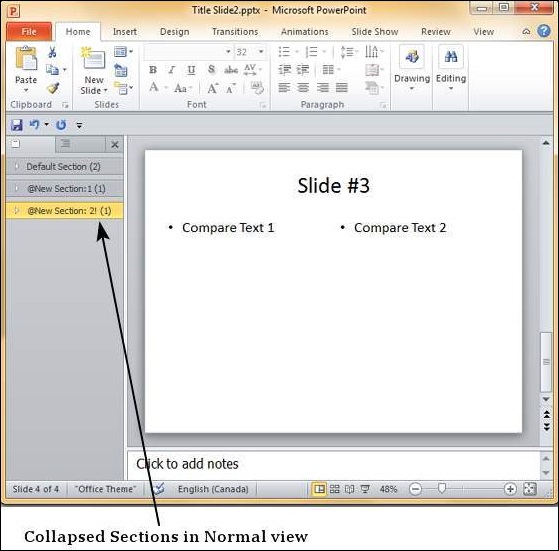 Title Slide2.pptx - Microsoft PowerPoint
File Home Insert Design Transitions Animations Slide Show Review View
Paste
New Slide
32
B I U S abc AV
A Aa A A
Drawing
Editing
Clipboard Slides Font Paragraph
Default Section (2)
@New Section:1 (1)
@New Section: 2! (1)
Slide #3
• Compare Text 1 • Compare Text 2
Click to add notes
Slide 4 of 4 "Office Theme" English (Canada) 48%
Collapsed Sections in Normal view